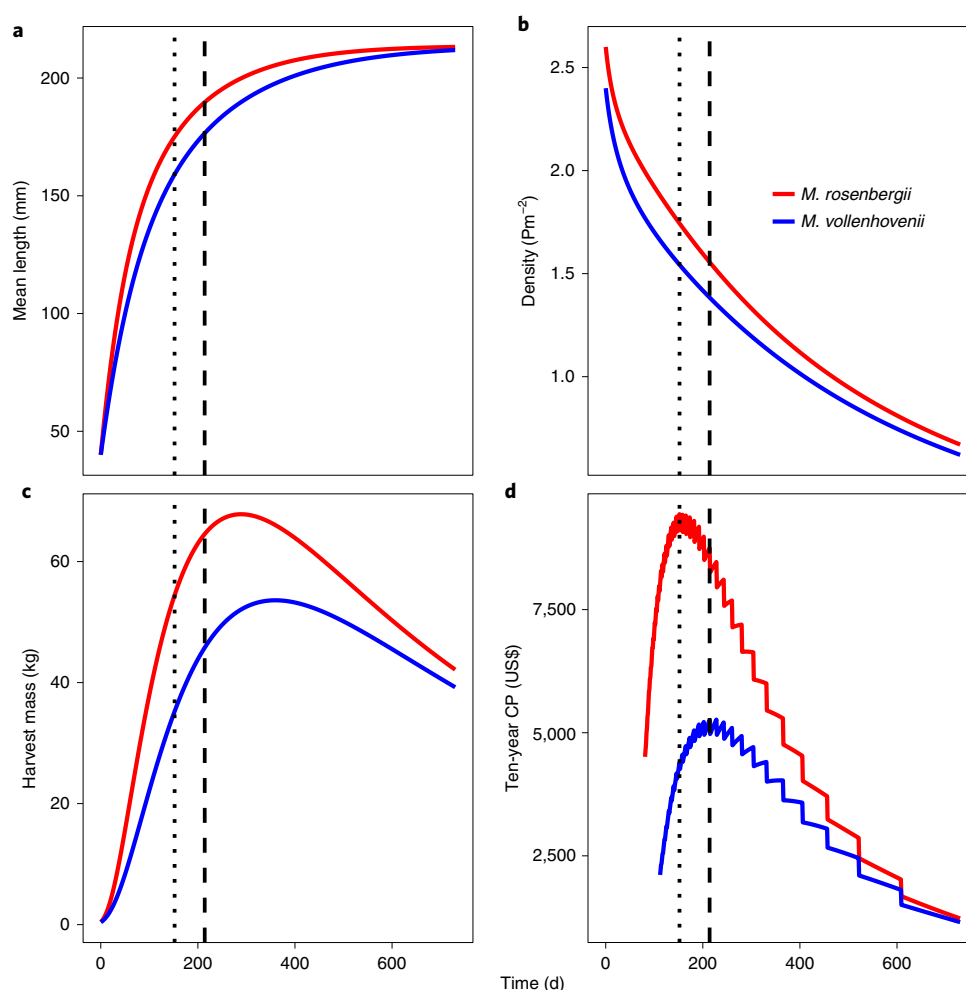 a
Mean length (mm)
200
150
100
50
b
Density (Pm⁻²)
2.5
2.0
1.5
1.0
M. rosenbergii
M. vollenhovenii
c
Harvest mass (kg)
60
40
20
0
0 200 400 600
d
Ten-year CP (US$)
7,500
5,000
2,500
0 200 400 600
Time (d)